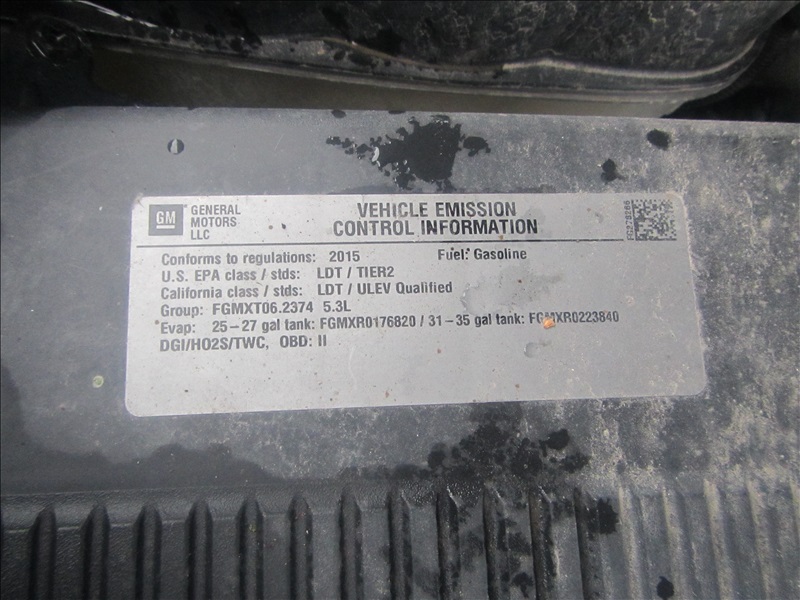 GM
GENERAL
MOTORS
LLC
VEHICLE EMISSION
CONTROL INFORMATION
Conforms to regulations: 2015 Fuel: Gasoline
U.S. EPA class / stds: LDT / TIER2
California class / stds: LDT / ULEV Qualified
Group: FGMXT06.2374 5.3L
Evap: 25-27 gal tank: FGMXR0176820 / 31-35 gal tank: FGMXR0223840
DGI/HO2S/TWC, OBD: II